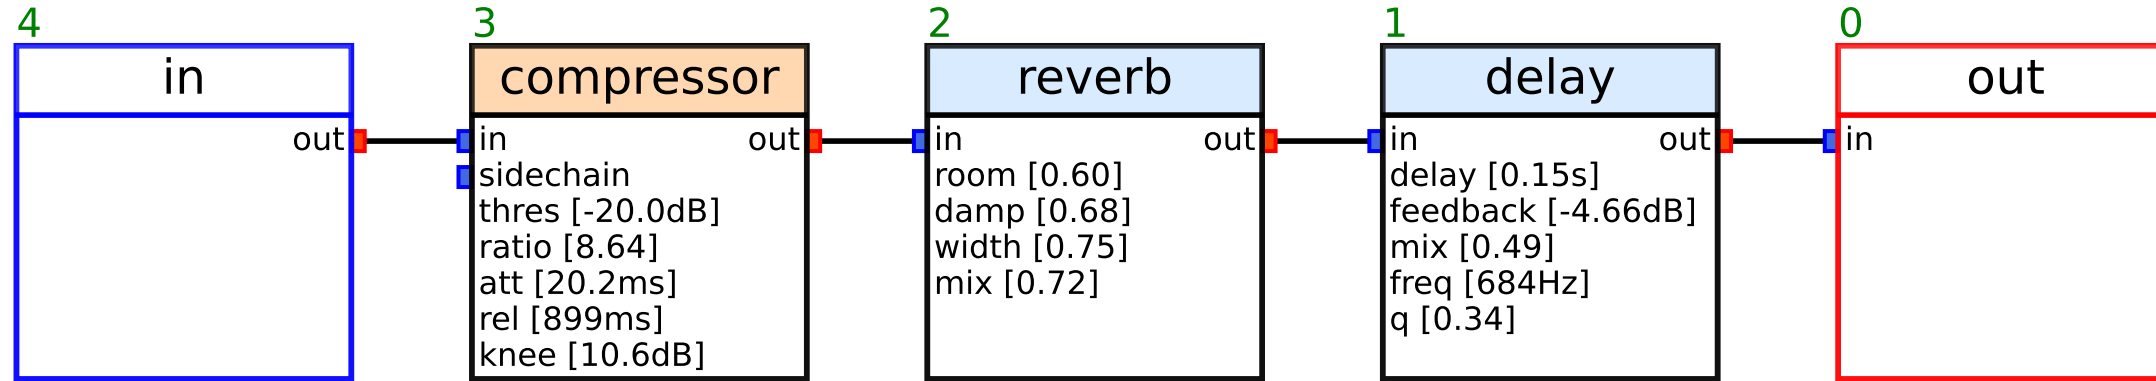 4
in
out
3
compressor
in out
sidechain
thres [-20.0dB]
ratio [8.64]
att [20.2ms]
rel [899ms]
knee [10.6dB]
2
reverb
in out
room [0.60]
damp [0.68]
width [0.75]
mix [0.72]
1
delay
in out
delay [0.15s]
feedback [-4.66dB]
mix [0.49]
freq [684Hz]
q [0.34]
0
out
in